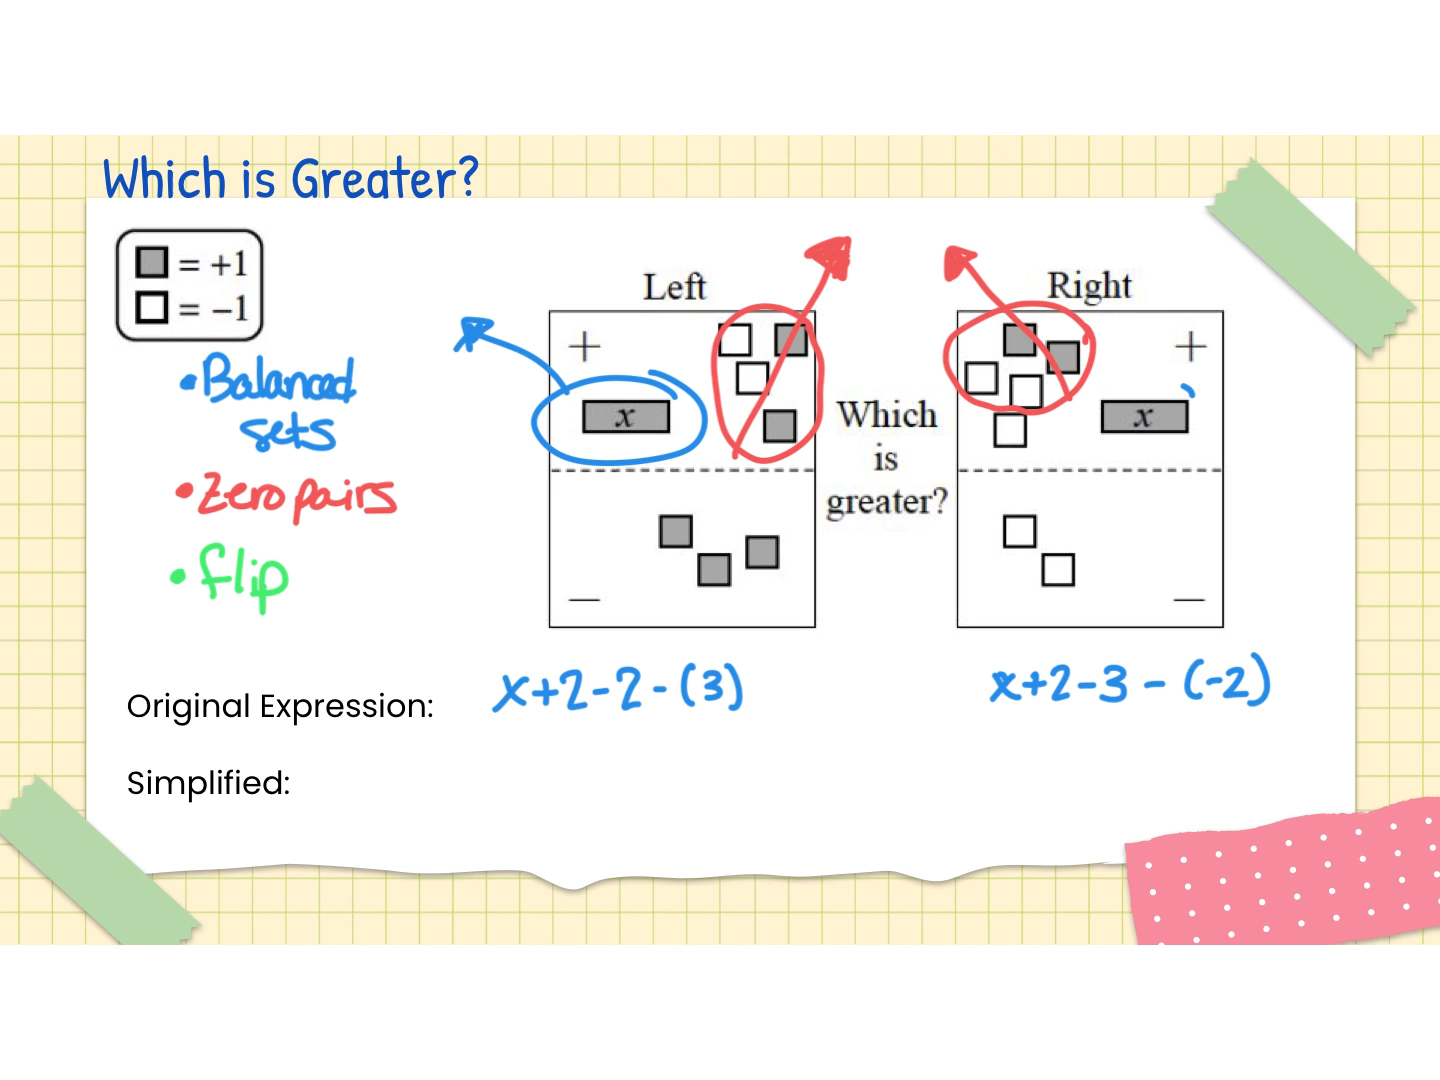 Which is Greater?
= +1
= −1
• Balanced
sets
• Zero pairs
• flip
Left
+
x
−
Which
is
greater?
Right
+
x
−
Original Expression: x+2-2-(3) x+2-3-(-2)
Simplified: